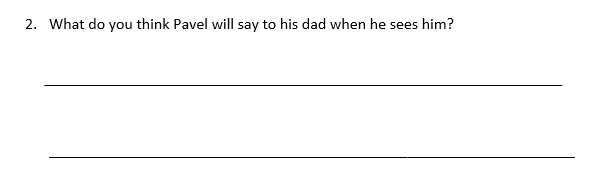 2. What do you think Pavel will say to his dad when he sees him?